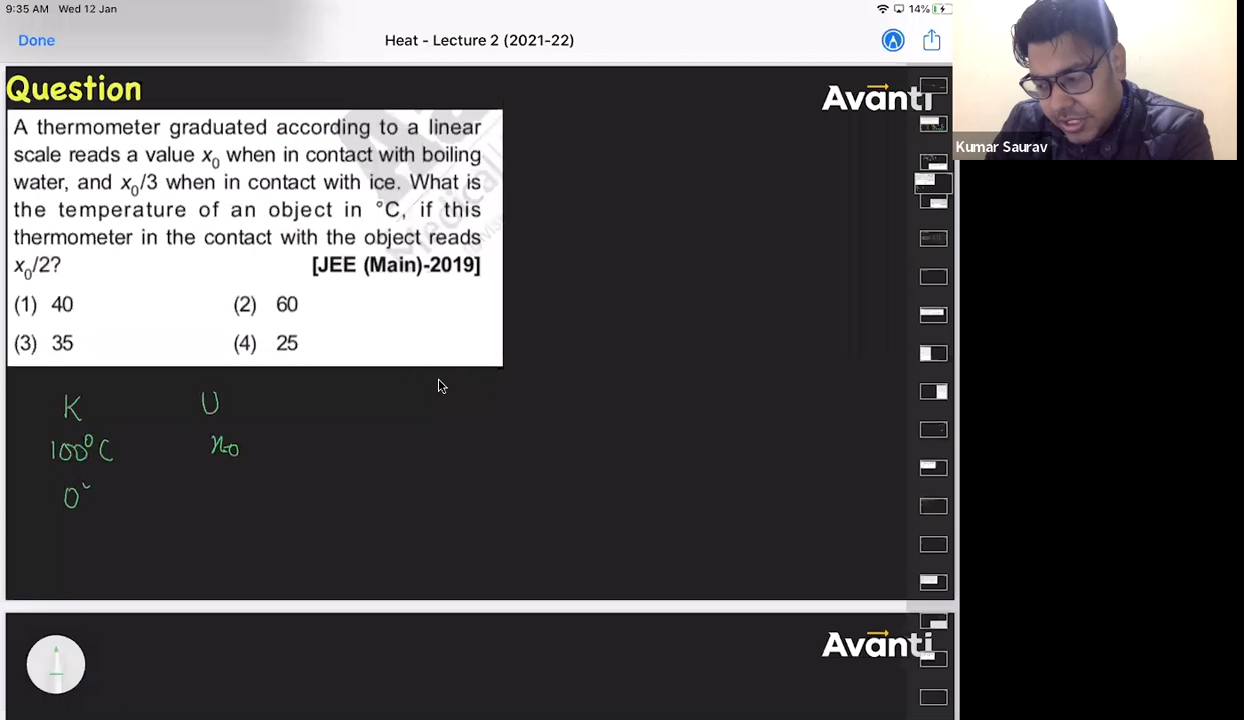 9:35 AM Wed 12 Jan
14%
Done
Heat - Lecture 2 (2021-22)
Question
Avanti
Kumar Saurav
A thermometer graduated according to a linear
scale reads a value x₀ when in contact with boiling
water, and x₀/3 when in contact with ice. What is
the temperature of an object in °C, if this
thermometer in the contact with the object reads
x₀/2? [JEE (Main)-2019]
(1) 40 (2) 60
(3) 35 (4) 25
K U
100°C x₀
0°
Avanti